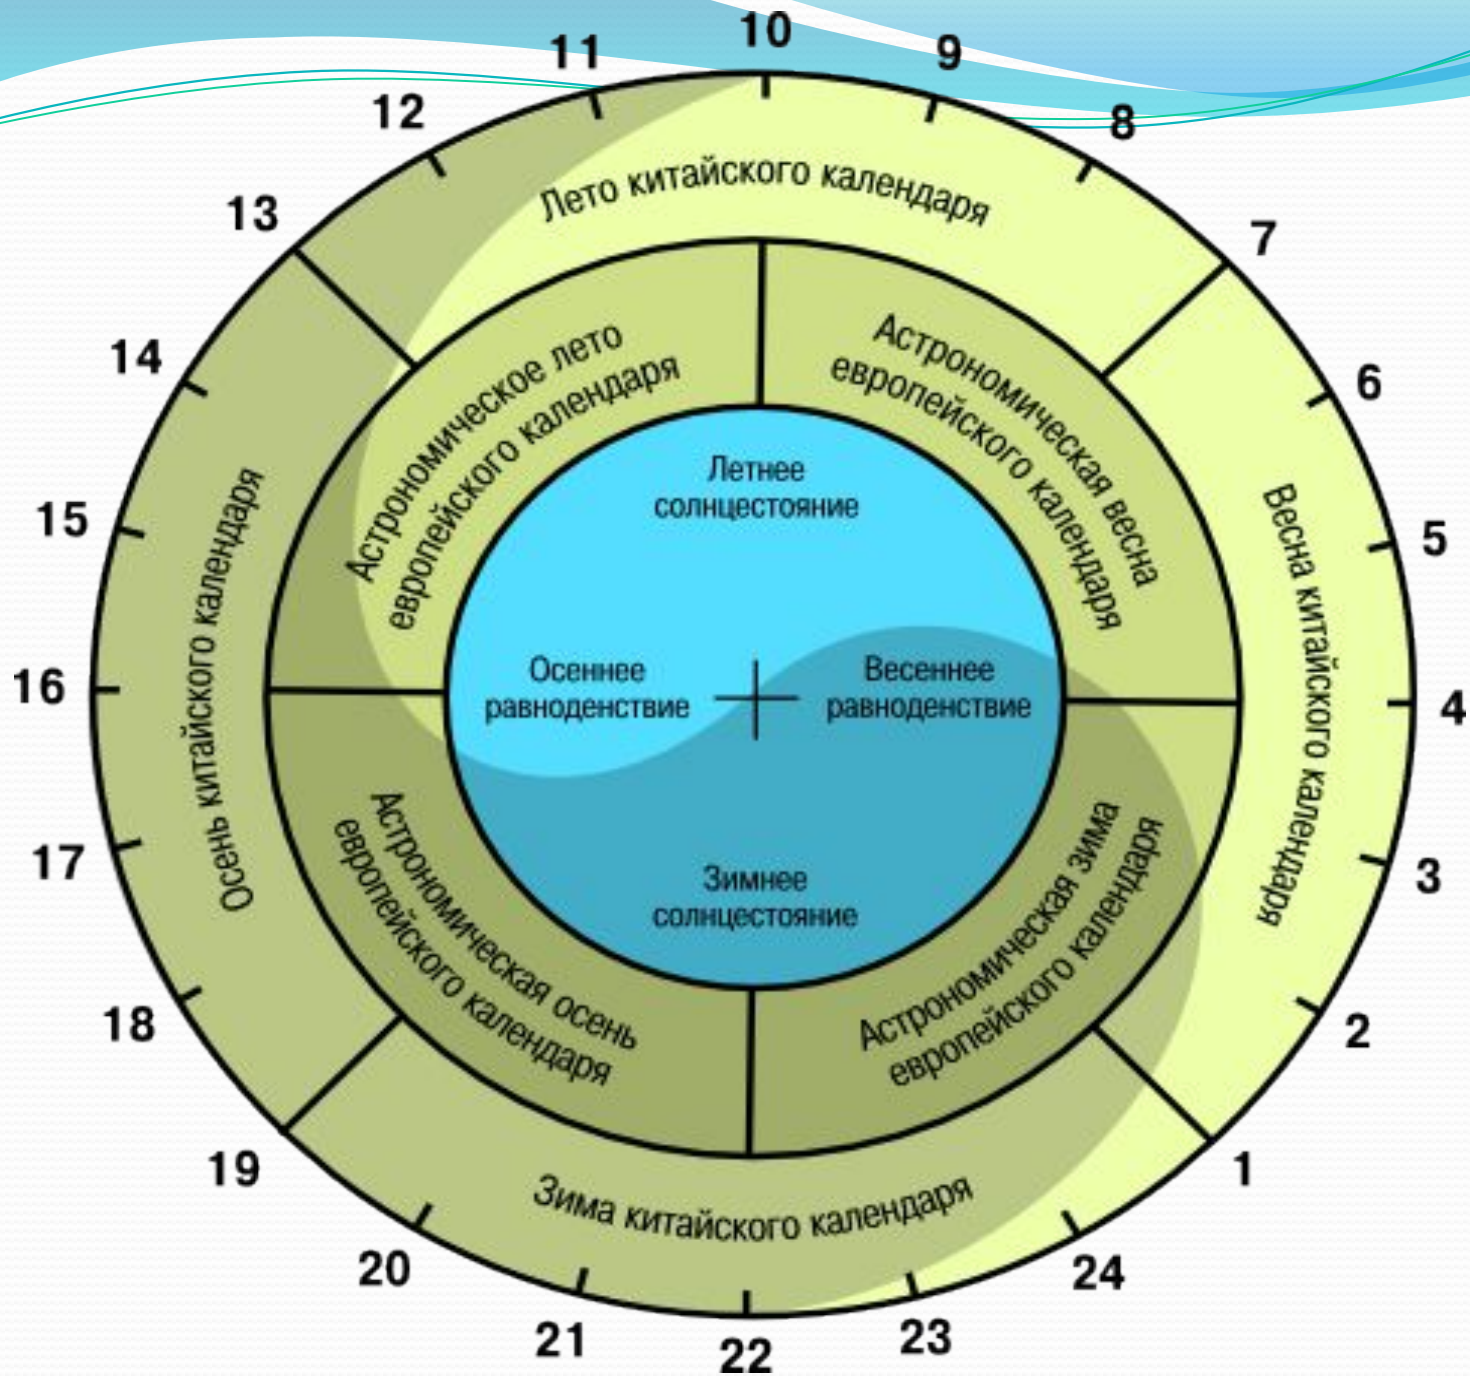 10
11
9
12
8
13
7
14
6
15
5
16
4
17
3
18
2
19
1
20
24
21
23
22
Лето китайского календаря
Весна китайского календаря
Осень китайского календаря
Зима китайского календаря
Астрономическое лето
европейского календаря
Астрономическая весна
европейского календаря
Астрономическая осень
европейского календаря
Астрономическая зима
европейского календаря
Летнее
солнцестояние
Осеннее
равноденствие
Весеннее
равноденствие
Зимнее
солнцестояние